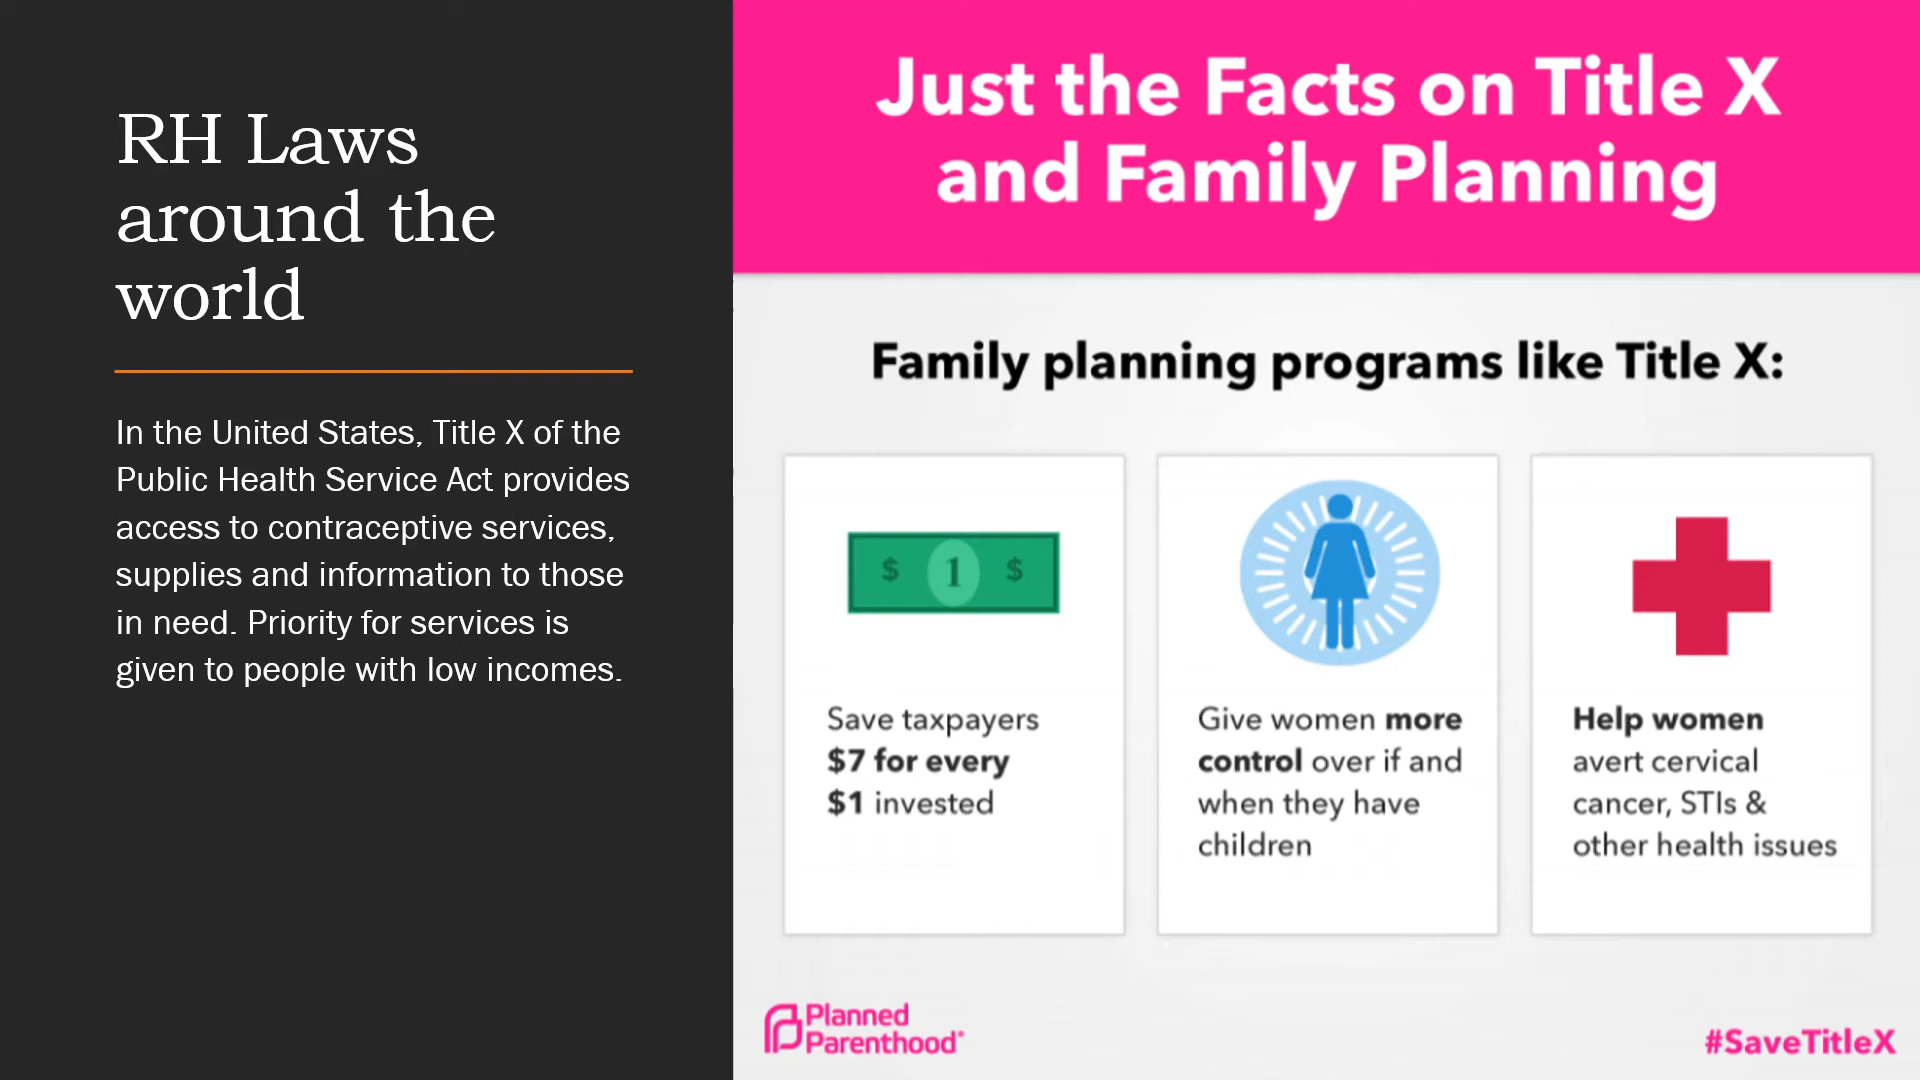 RH Laws
around the
world
In the United States, Title X of the
Public Health Service Act provides
access to contraceptive services,
supplies and information to those
in need. Priority for services is
given to people with low incomes.
Just the Facts on Title X
and Family Planning
Family planning programs like Title X:
$ 1 $
Save taxpayers
$7 for every
$1 invested
Give women more
control over if and
when they have
children
Help women
avert cervical
cancer, STIs &
other health issues
Planned
Parenthood®
#SaveTitleX